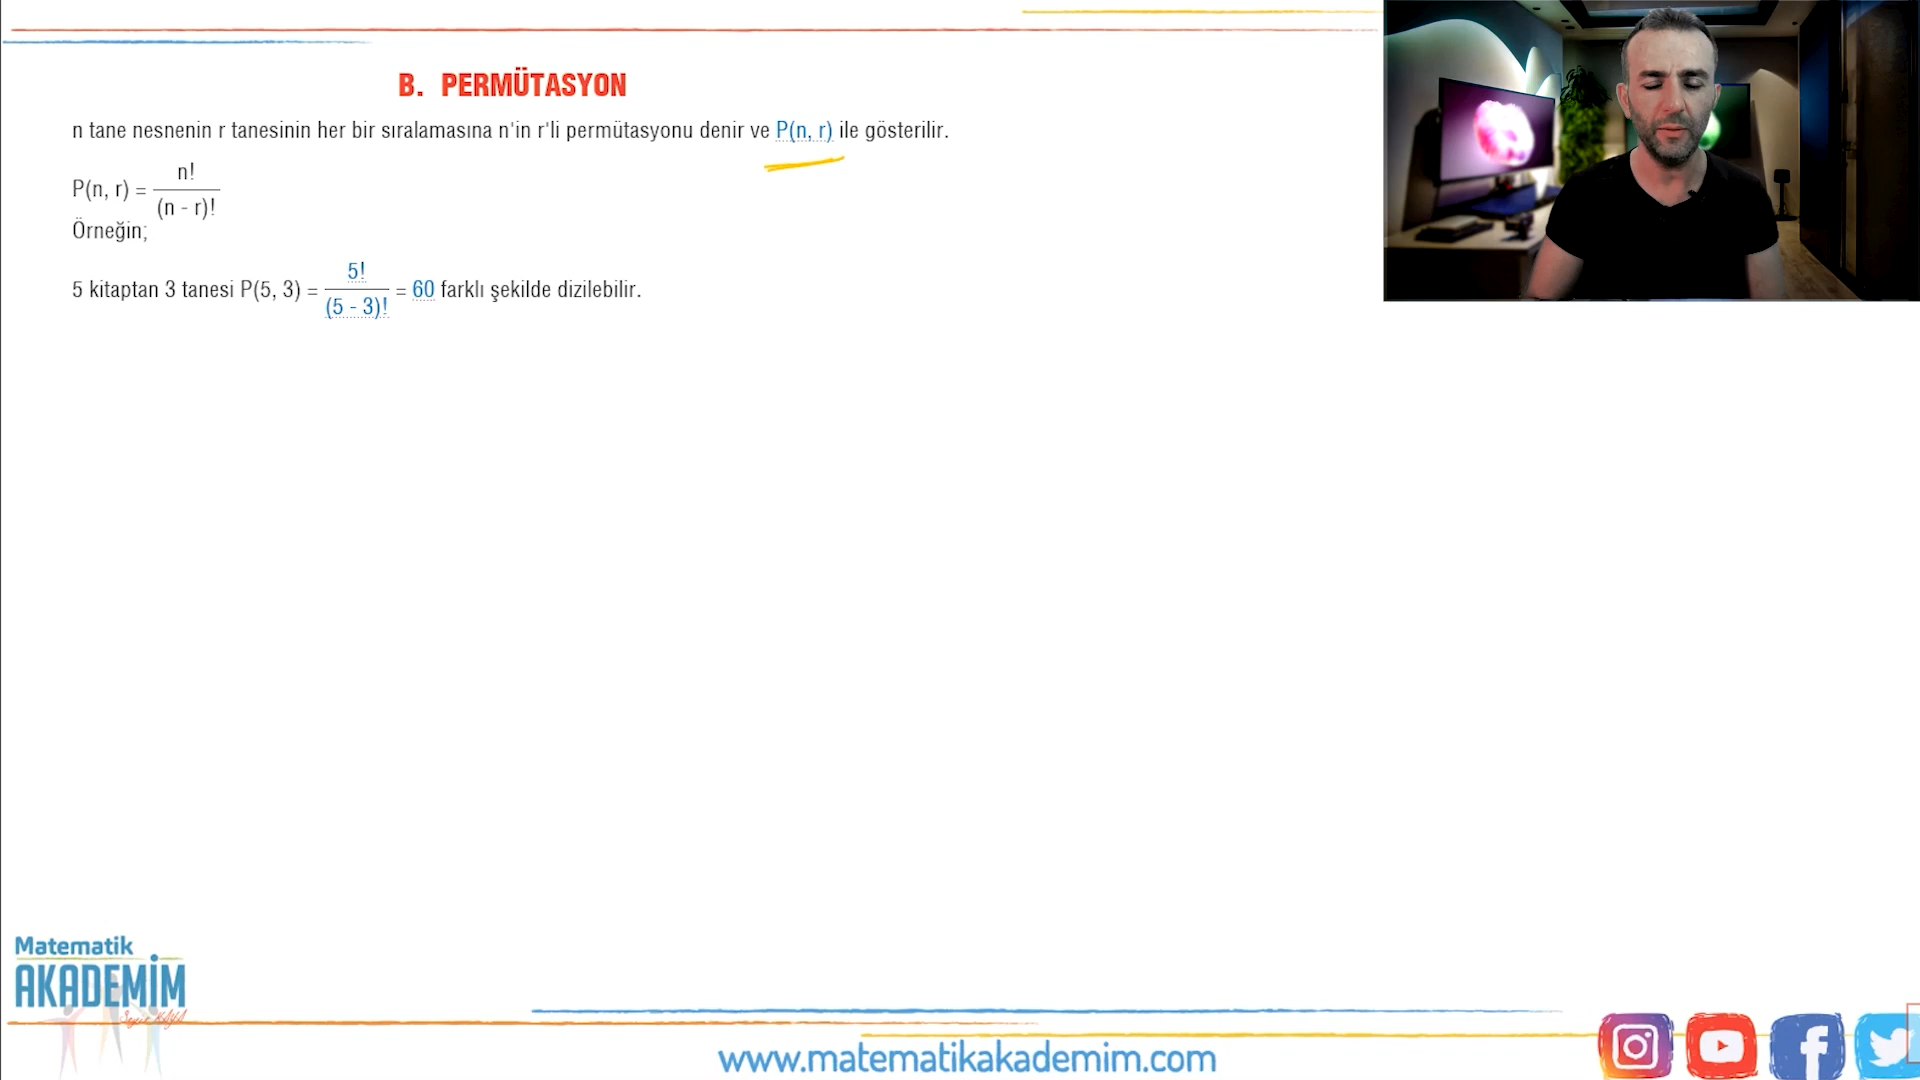 B. PERMÜTASYON
n tane nesnenin r tanesinin her bir sıralamasına n'in r'li permütasyonu denir ve P(n, r) ile gösterilir.
P(n, r) = n! / (n - r)!
Örneğin;
5 kitaptan 3 tanesi P(5, 3) = 5! / (5 - 3)! = 60 farklı şekilde dizilebilir.
Matematik
AKADEMİM
www.matematikakademim.com